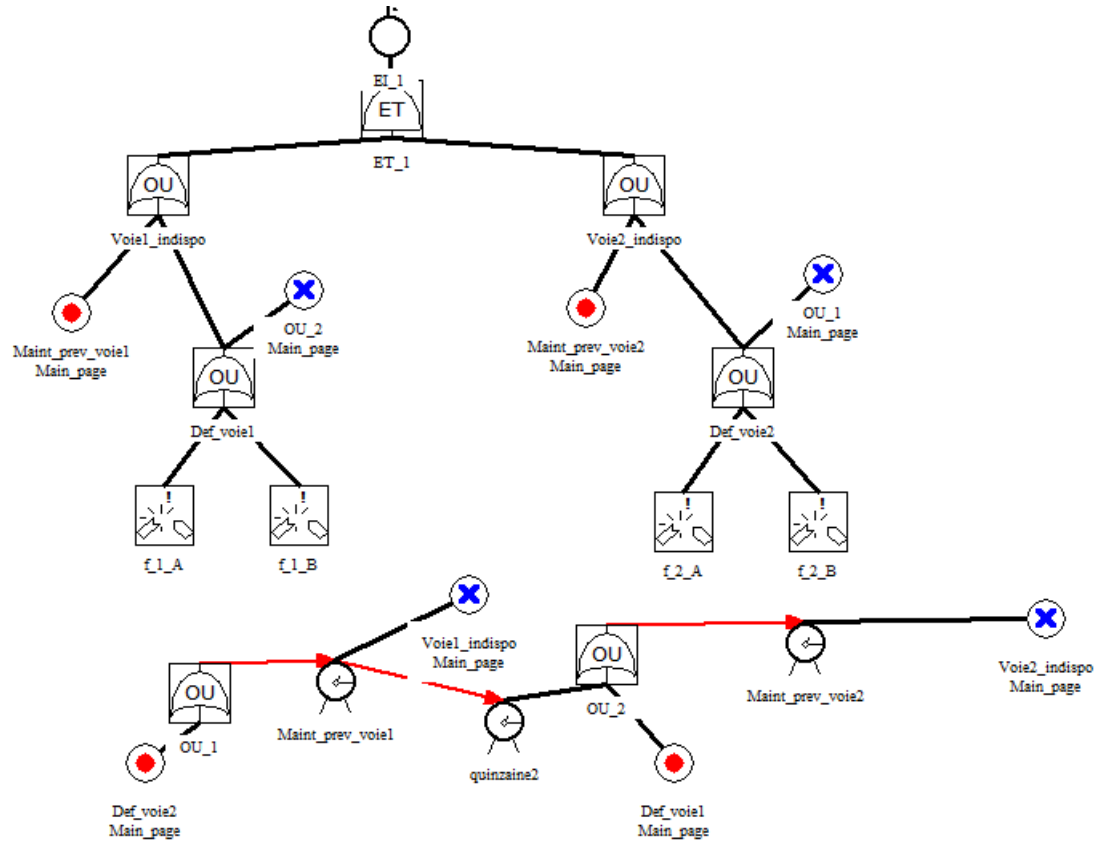 EI_1
ET
ET_1
OU
OU
Voie1_indispo
Voie2_indispo
OU_2
Main_page
OU_1
Main_page
Maint_prev_voie1
Main_page
Maint_prev_voie2
Main_page
OU
OU
Def_voie1
Def_voie2
!
!
!
!
f_1_A
f_1_B
f_2_A
f_2_B
Voie1_indispo
Main_page
OU
OU
Voie2_indispo
Main_page
Maint_prev_voie2
OU_2
Maint_prev_voie1
OU_1
quinzaine2
Def_voie2
Main_page
Def_voie1
Main_page